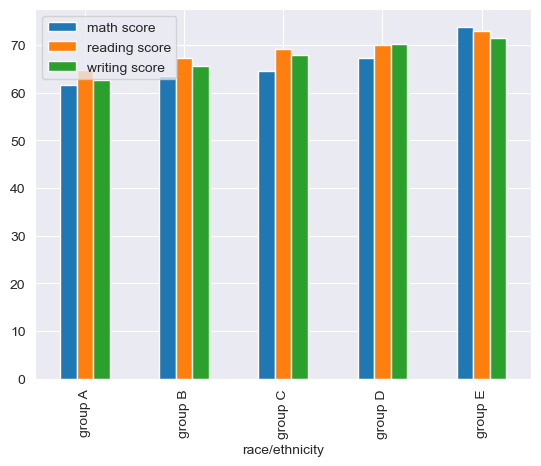 math score
reading score
writing score
70
60
50
40
30
20
10
0
group A
group B
group C
group D
group E
race/ethnicity